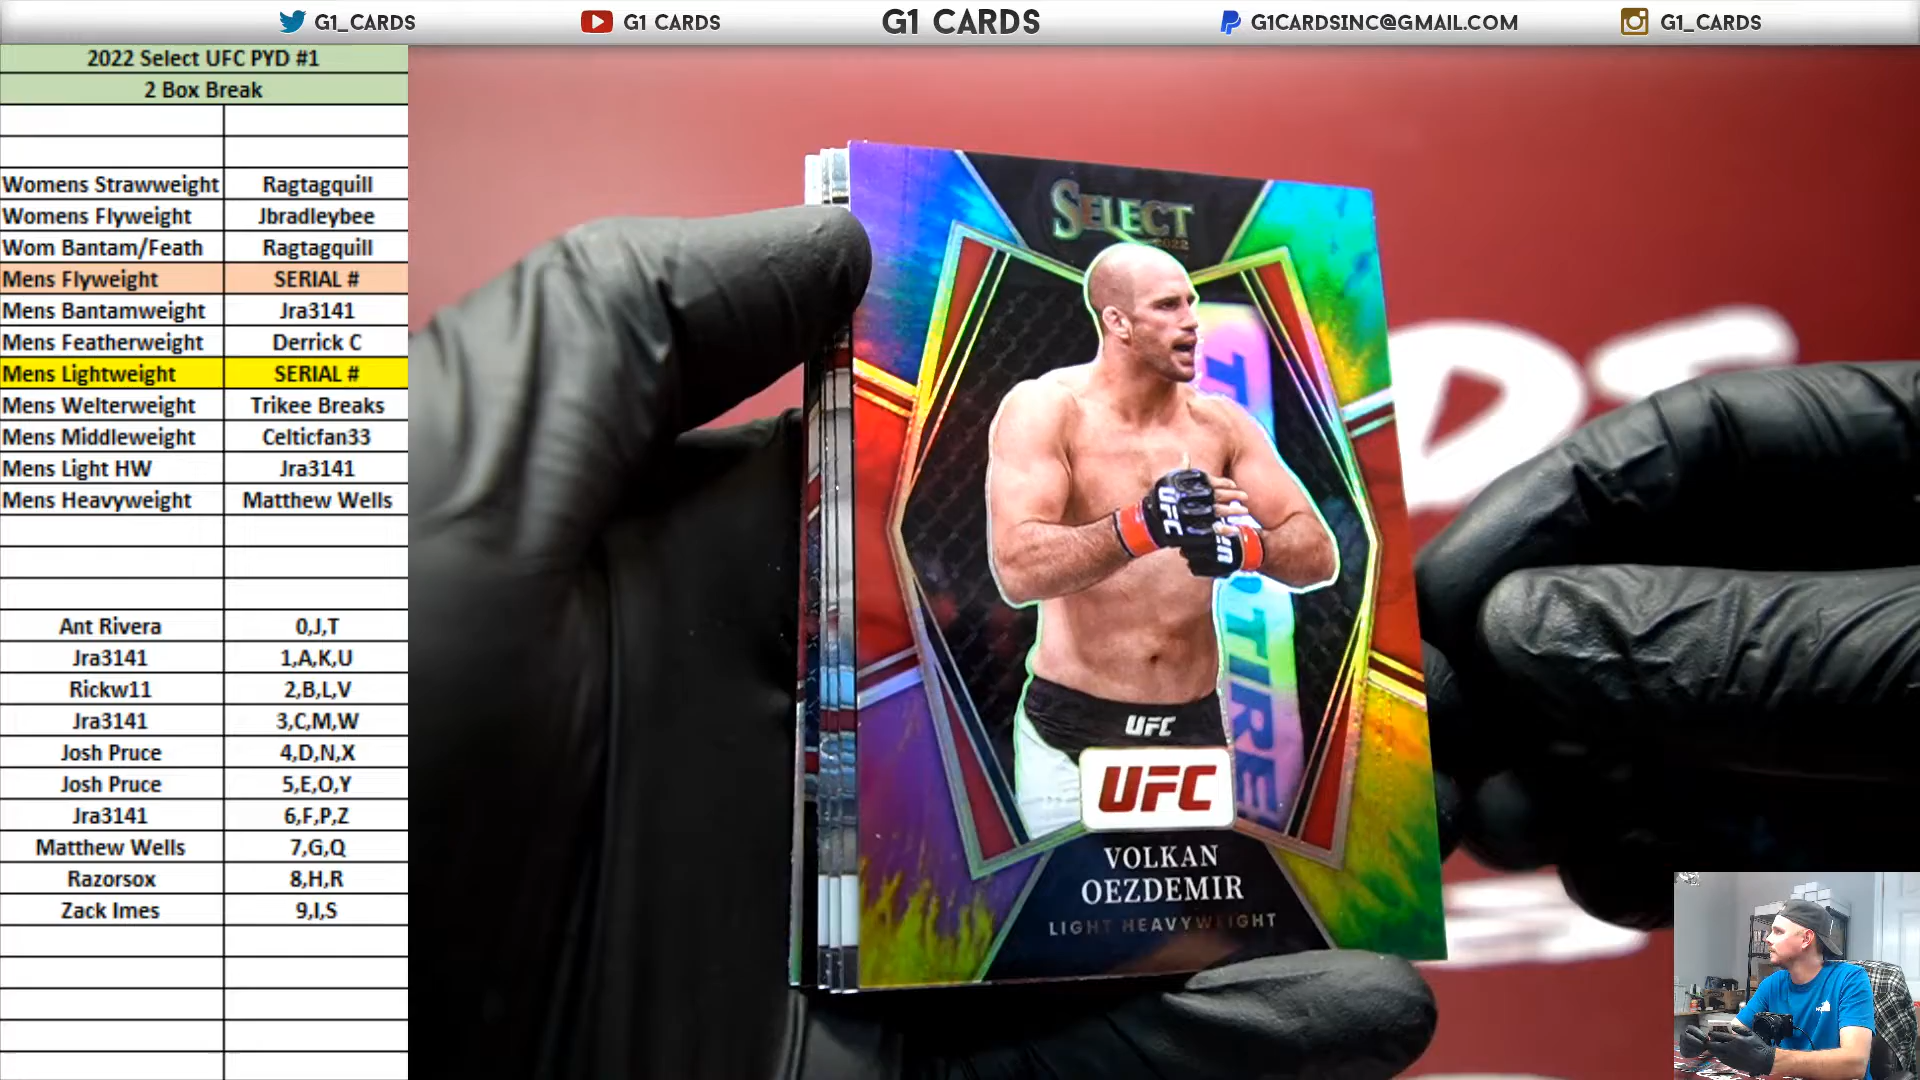 G1_CARDS G1 CARDS G1 CARDS G1CARDSINC@GMAIL.COM G1_CARDS
2022 Select UFC PYD #1
2 Box Break
Womens Strawweight Ragtagquill
Womens Flyweight Jbradleybee
Wom Bantam/Feath Ragtagquill
Mens Flyweight SERIAL #
Mens Bantamweight Jra3141
Mens Featherweight Derrick C
Mens Lightweight SERIAL #
Mens Welterweight Trikee Breaks
Mens Middleweight Celticfan33
Mens Light HW Jra3141
Mens Heavyweight Matthew Wells
Ant Rivera 0,J,T
Jra3141 1,A,K,U
Rickw11 2,B,L,V
Jra3141 3,C,M,W
Josh Pruce 4,D,N,X
Josh Pruce 5,E,O,Y
Jra3141 6,F,P,Z
Matthew Wells 7,G,Q
Razorsox 8,H,R
Zack Imes 9,I,S
SELECT
2022
UFC
UFC
UFC
VOLKAN
OEZDEMIR
LIGHT HEAVYWEIGHT